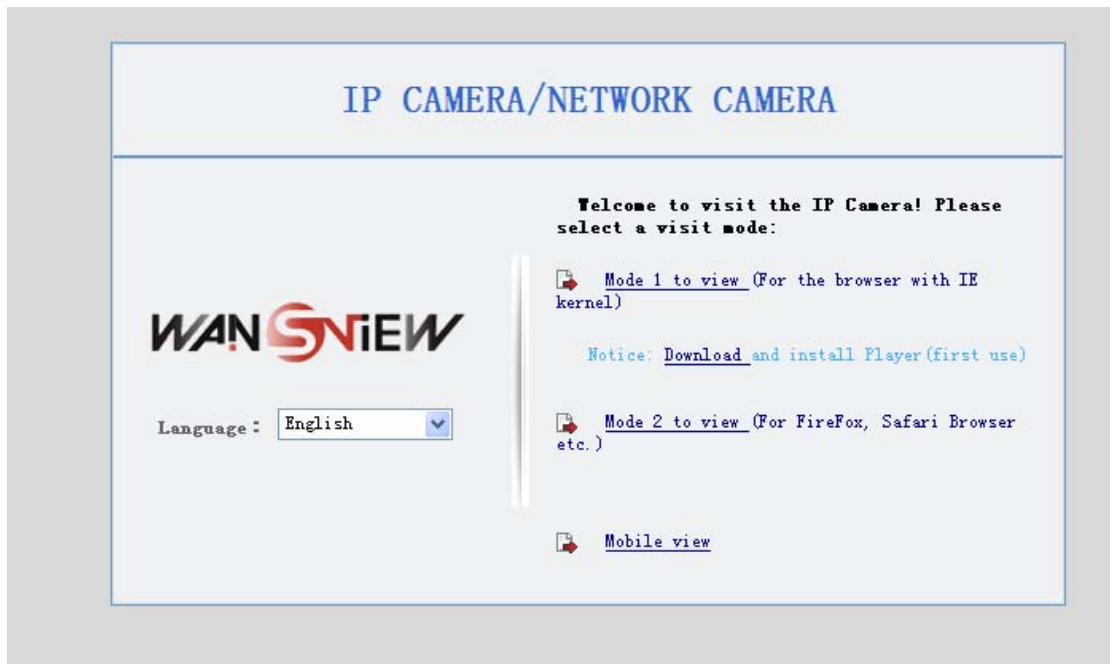 IP CAMERA/NETWORK CAMERA
Welcome to visit the IP Camera! Please
select a visit mode:
Mode 1 to view (For the browser with IE
kernel)
Notice: Download and install Player(first use)
WANSVIEW
Language: English
Mode 2 to view (For FireFox, Safari Browser
etc.)
Mobile view